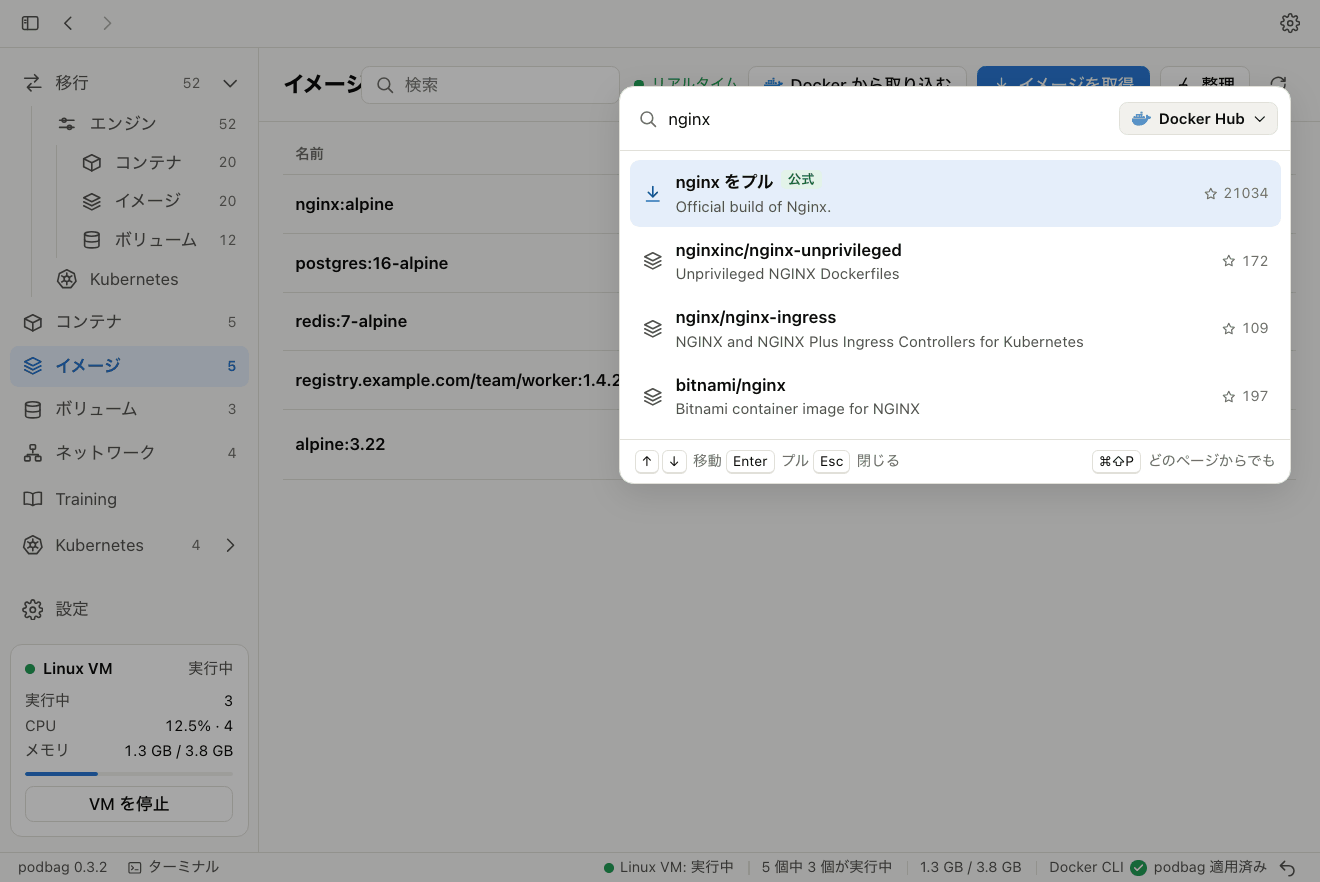 移行 52
エンジン 52
コンテナ 20
イメージ 20
ボリューム 12
Kubernetes
コンテナ 5
イメージ 5
ボリューム 3
ネットワーク 4
Training
Kubernetes 4
設定
Linux VM 実行中
実行中 3
CPU 12.5% · 4
メモリ 1.3 GB / 3.8 GB
VM を停止
イメージ 検索 リアルタイム Docker から取り込む イメージを取得 整理
名前
nginx:alpine
postgres:16-alpine
redis:7-alpine
registry.example.com/team/worker:1.4.2
alpine:3.22
nginx Docker Hub
nginx をプル 公式
Official build of Nginx.
21034
nginxinc/nginx-unprivileged
Unprivileged NGINX Dockerfiles
172
nginx/nginx-ingress
NGINX and NGINX Plus Ingress Controllers for Kubernetes
109
bitnami/nginx
Bitnami container image for NGINX
197
↑ ↓ 移動 Enter プル Esc 閉じる ⌘⇧P どのページからでも
podbag 0.3.2 ターミナル Linux VM: 実行中 5 個中 3 個が実行中 1.3 GB / 3.8 GB Docker CLI podbag 適用済み